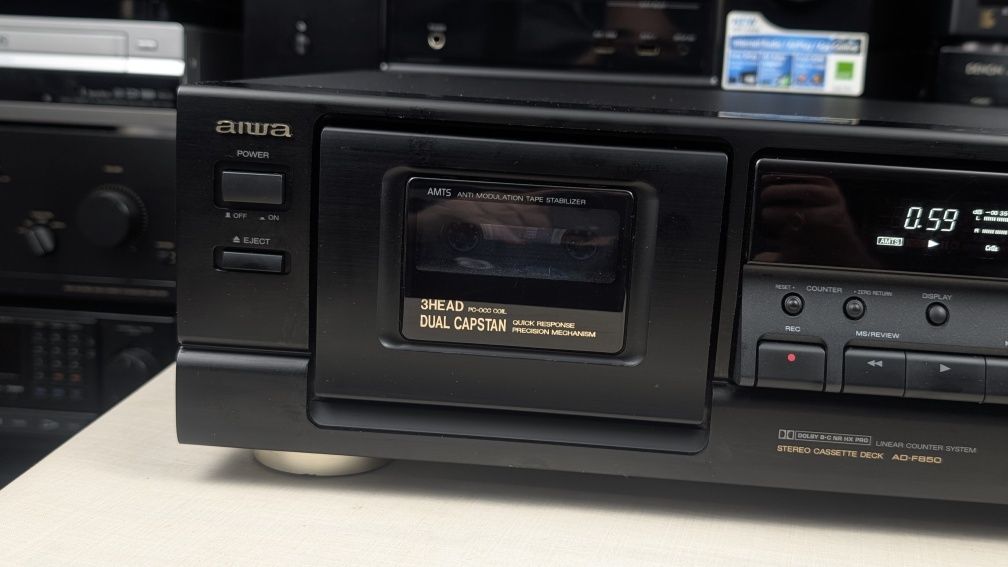 aiwa
POWER
OFF ON
EJECT
AMTS ANTI-MODULATION TAPE STABILIZER
3HEAD PC-OCC COIL
DUAL CAPSTAN QUICK RESPONSE
PRECISION MECHANISM
0.59
dB
L
R
AMTS
RESET COUNTER ZERO RETURN
DISPLAY
REC
MS/REVIEW
DOLBY B-C NR HX PRO LINEAR COUNTER SYSTEM
STEREO CASSETTE DECK AD-F850
DENON